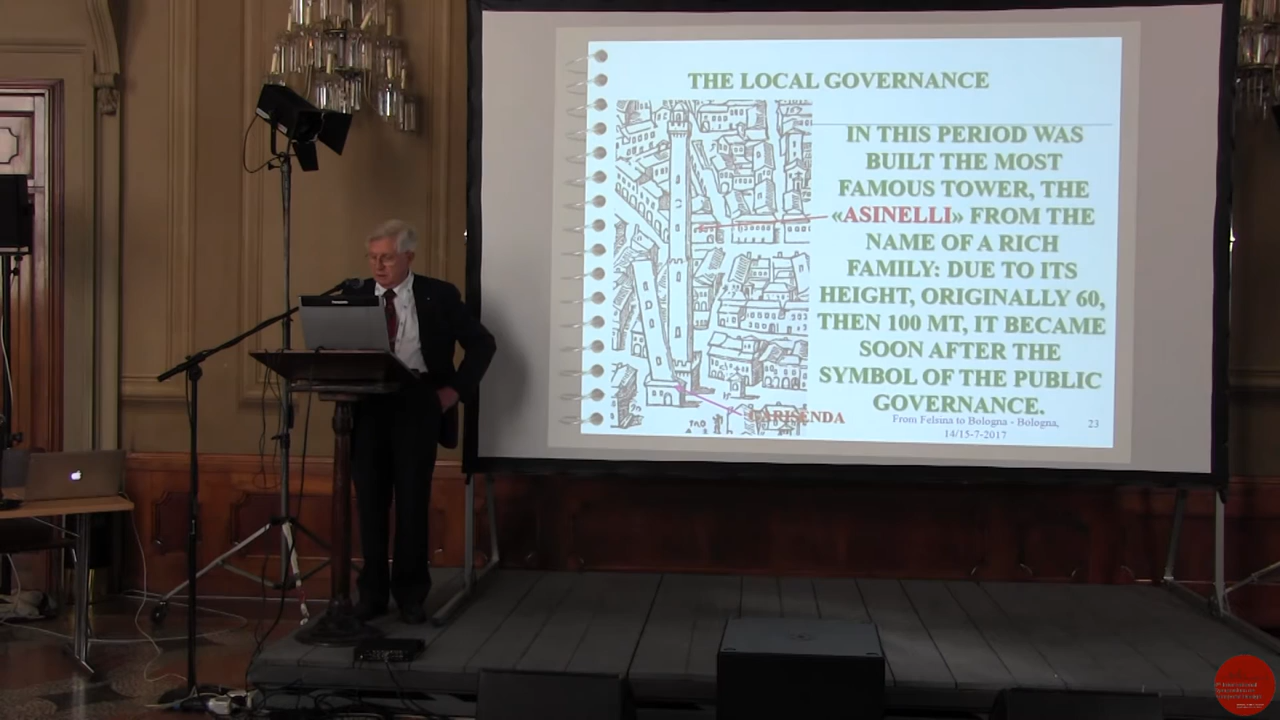 THE LOCAL GOVERNANCE
IN THIS PERIOD WAS
BUILT THE MOST
FAMOUS TOWER, THE
«ASINELLI» FROM THE
NAME OF A RICH
FAMILY: DUE TO ITS
HEIGHT, ORIGINALLY 60,
THEN 100 MT, IT BECAME
SOON AFTER THE
SYMBOL OF THE PUBLIC
GOVERNANCE.
GARISENDA
From Felsina to Bologna - Bologna,
14/15-7-2017
23